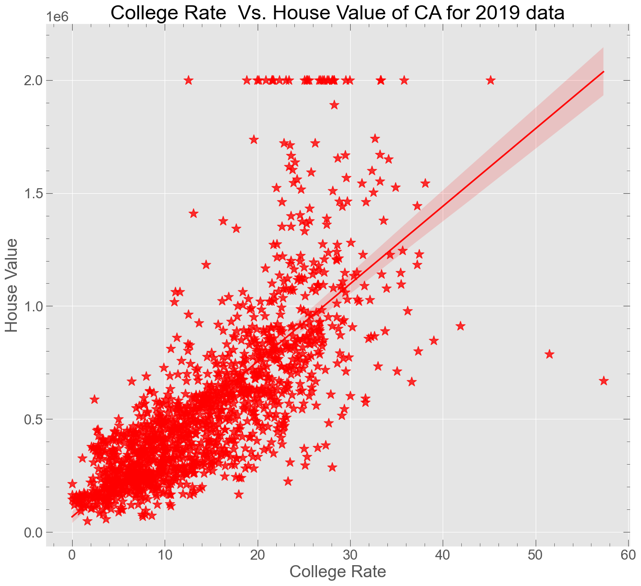 College Rate  Vs. House Value of CA for 2019 data
1e6
2.0
1.5
1.0
0.5
0.0
House Value
0 10 20 30 40 50 60
College Rate